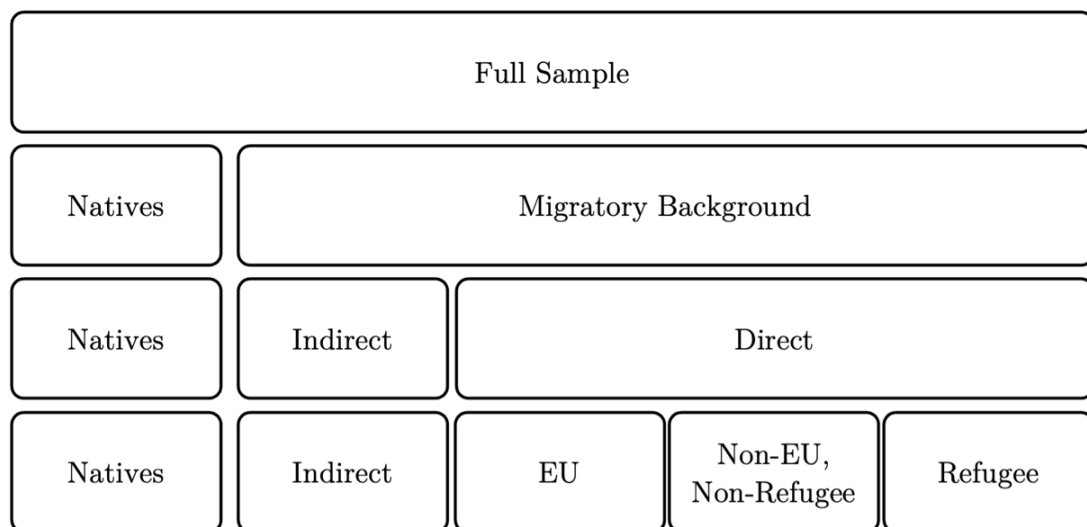 Full Sample
Natives
Migratory Background
Natives
Indirect
Direct
Natives
Indirect
EU
Non-EU,
Non-Refugee
Refugee